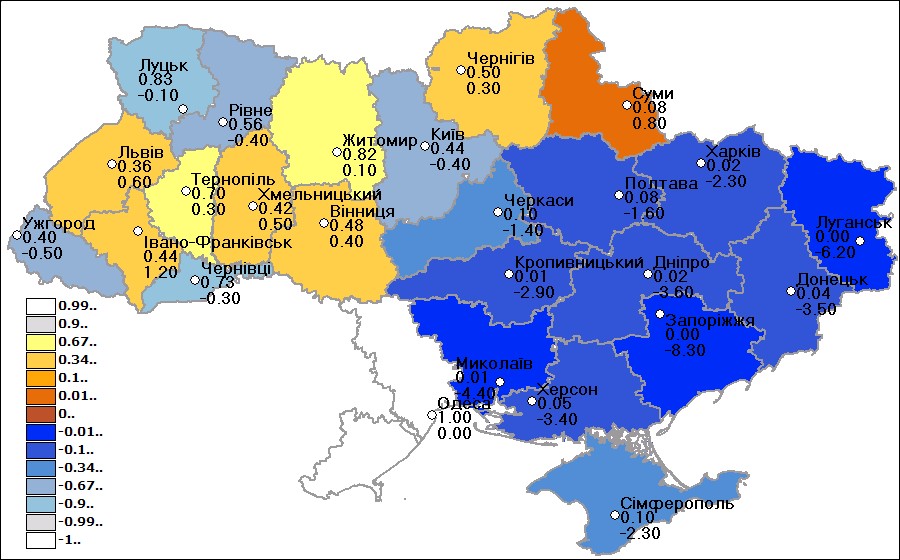 Чернігів
0.50
0.30
Луцьк
0.83
-0.10
Суми
0.08
0.80
Рівне
0.56
-0.40
Київ
0.44
-0.40
Житомир
0.82
0.10
Львів
0.36
0.60
Харків
0.02
-2.30
Тернопіль
0.70
0.30
Хмельницький
0.42
0.50
Полтава
0.08
-1.60
Черкаси
0.10
-1.40
Вінниця
0.48
0.40
Ужгород
0.40
-0.50
Луганськ
0.00
-6.20
Івано-Франківськ
0.44
1.20
Чернівці
0.73
-0.30
Кропивницький
0.01
-2.90
Дніпро
0.02
-3.60
Донецьк
0.04
-3.50
Запоріжжя
0.00
-8.30
Миколаїв
0.01
-4.40
Херсон
0.05
-3.40
Одеса
1.00
0.00
Сімферополь
0.10
-2.30
0.99..
0.9..
0.67..
0.34..
0.1..
0.01..
0..
-0.01..
-0.1..
-0.34..
-0.67..
-0.9..
-0.99..
-1..